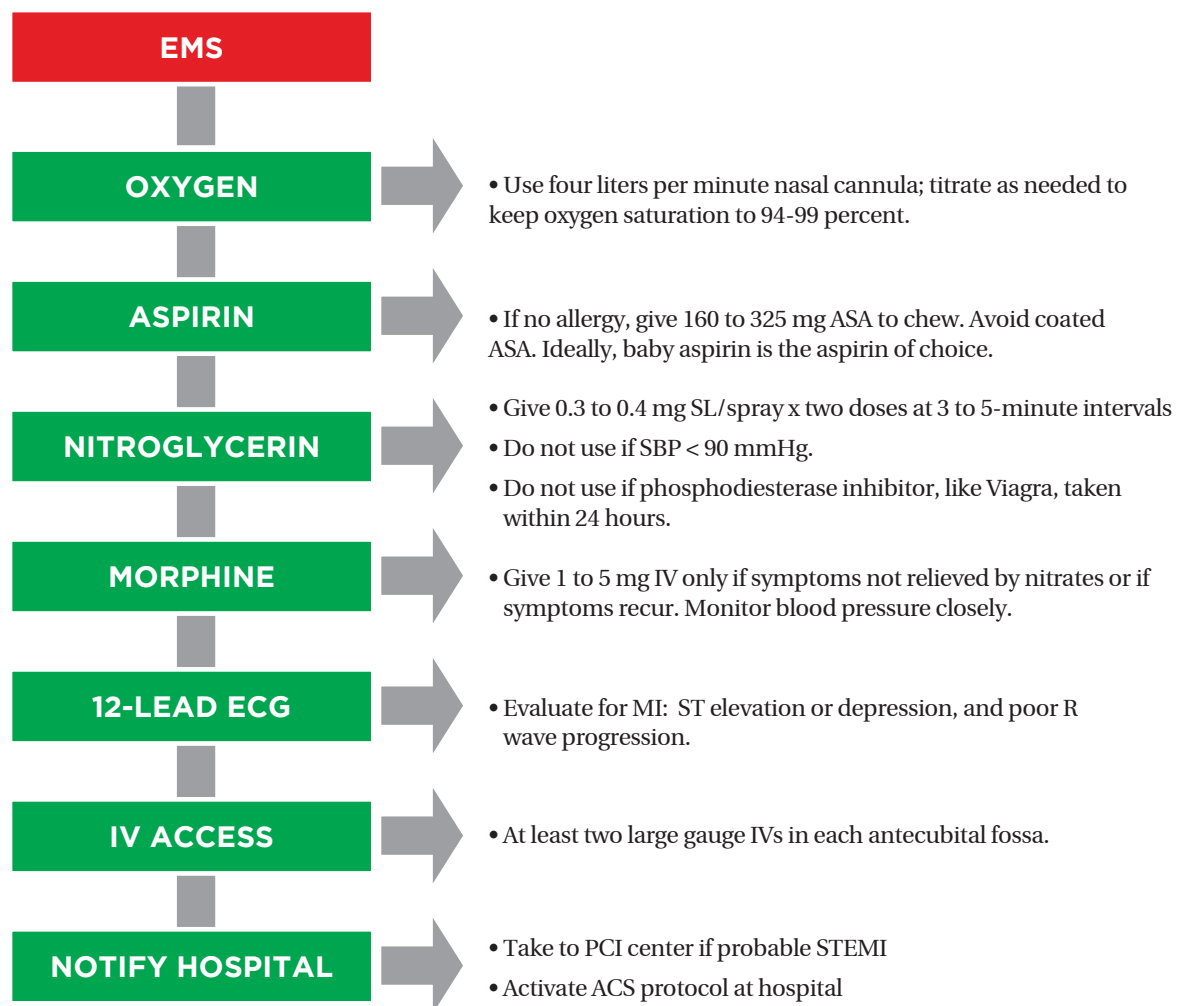 EMS
OXYGEN
• Use four liters per minute nasal cannula; titrate as needed to
keep oxygen saturation to 94-99 percent.
ASPIRIN
• If no allergy, give 160 to 325 mg ASA to chew. Avoid coated
ASA. Ideally, baby aspirin is the aspirin of choice.
NITROGLYCERIN
• Give 0.3 to 0.4 mg SL/spray x two doses at 3 to 5-minute intervals
• Do not use if SBP < 90 mmHg.
• Do not use if phosphodiesterase inhibitor, like Viagra, taken
within 24 hours.
MORPHINE
• Give 1 to 5 mg IV only if symptoms not relieved by nitrates or if
symptoms recur. Monitor blood pressure closely.
12-LEAD ECG
• Evaluate for MI: ST elevation or depression, and poor R
wave progression.
IV ACCESS
• At least two large gauge IVs in each antecubital fossa.
NOTIFY HOSPITAL
• Take to PCI center if probable STEMI
• Activate ACS protocol at hospital